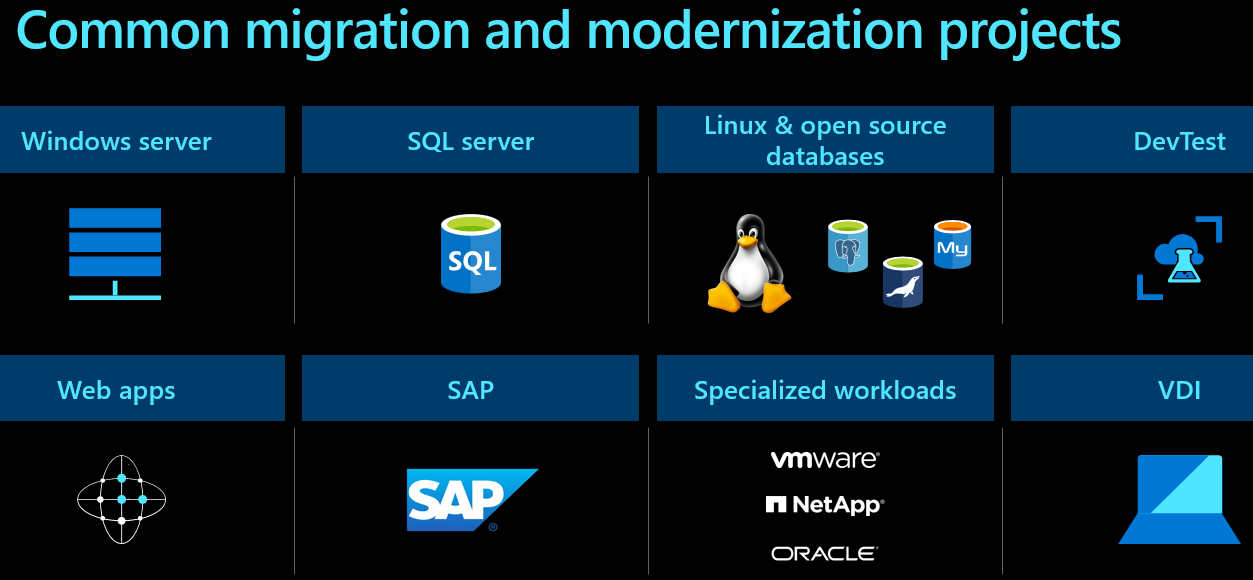 Common migration and modernization projects
Windows server
SQL server
Linux & open source
databases
DevTest
SQL
My
Web apps
SAP
Specialized workloads
VDI
SAP
®
vmware®
NetApp®
ORACLE®